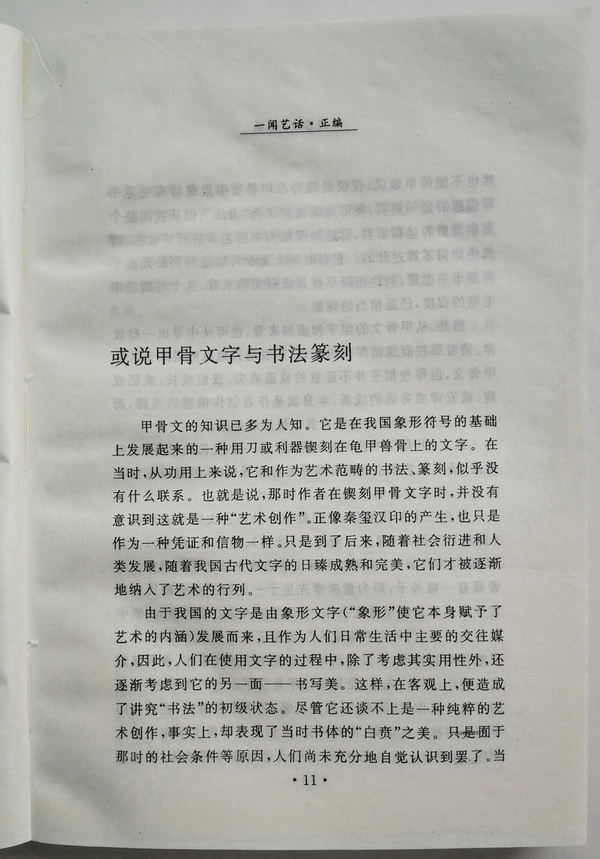 一闻艺话·正编
或说甲骨文字与书法篆刻
甲骨文的知识已多为人知。它是在我国象形符号的基础
上发展起来的一种用刀或利器锲刻在龟甲兽骨上的文字。在
当时，从功用上来说，它和作为艺术范畴的书法、篆刻，似乎没
有什么联系。也就是说，那时作者在锲刻甲骨文字时，并没有
意识到这就是一种“艺术创作”。正像秦玺汉印的产生，也只是
作为一种凭证和信物一样。只是到了后来，随着社会衍进和人
类发展，随着我国古代文字的日臻成熟和完美，它们才被逐渐
地纳入了艺术的行列。
由于我国的文字是由象形文字（“象形”使它本身赋予了
艺术的内涵）发展而来，且作为人们日常生活中主要的交往媒
介，因此，人们在使用文字的过程中，除了考虑其实用性外，还
逐渐考虑到它的另一面——书写美。这样，在客观上，便造成
了讲究“书法”的初级状态。尽管它还谈不上是一种纯粹的艺
术创作，事实上，却表现了当时书体的“白贲”之美。只是面于
那时的社会条件等原因，人们尚未充分地自觉认识到罢了。当
·11·